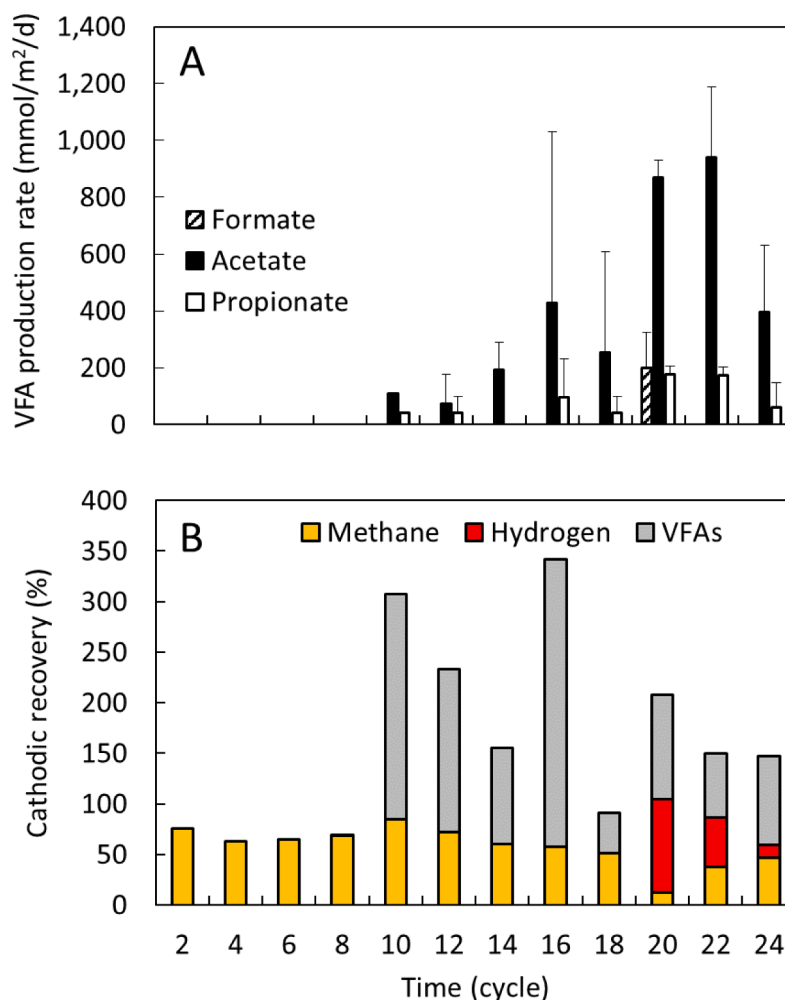 VFA production rate (mmol/m²/d)
1,400
1,200
1,000
800
600
400
200
0
A
Formate
Acetate
Propionate
Cathodic recovery (%)
400
350
300
250
200
150
100
50
0
B
Methane Hydrogen VFAs
2 4 6 8 10 12 14 16 18 20 22 24
Time (cycle)